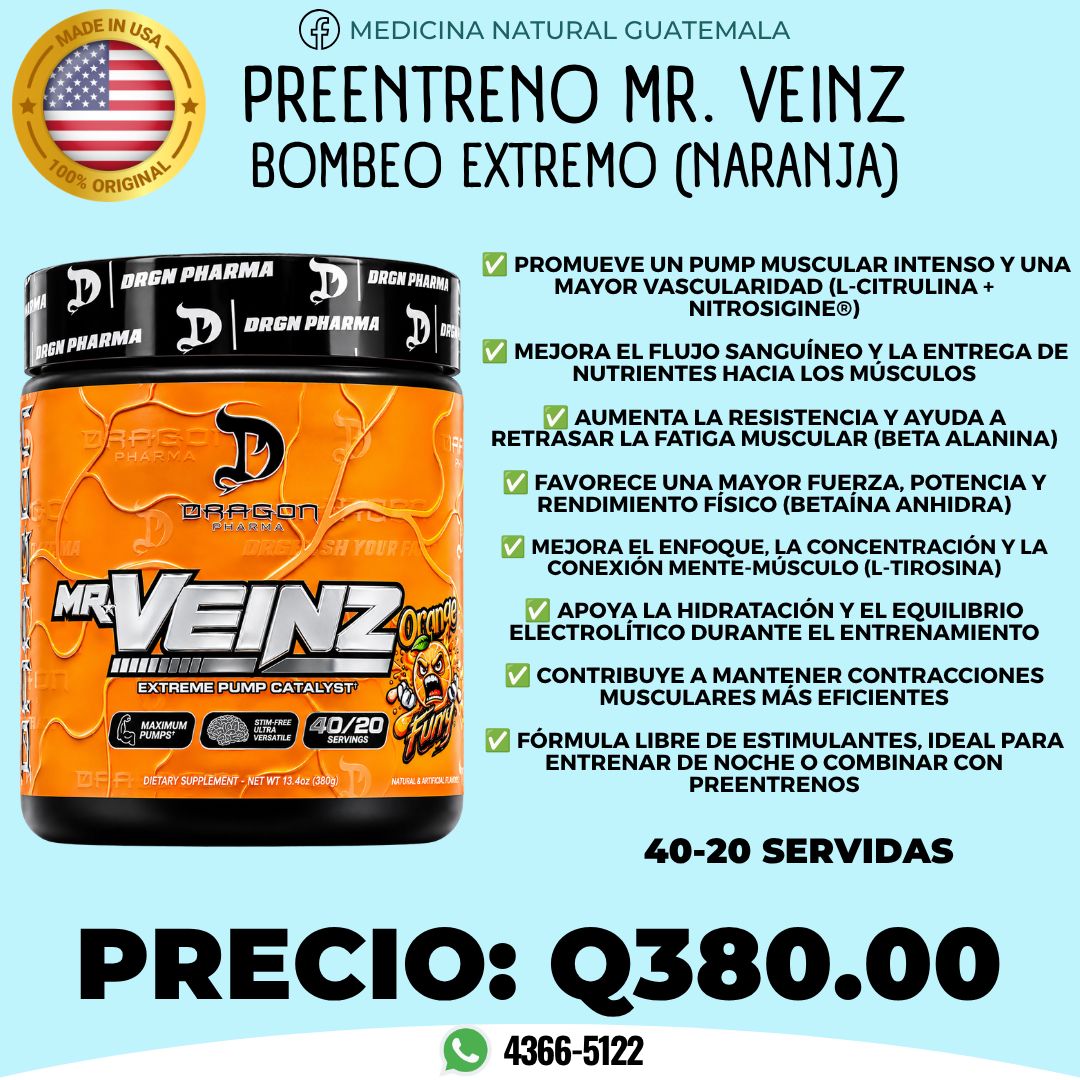 MADE IN USA
100% ORIGINAL
MEDICINA NATURAL GUATEMALA
PREENTRENO MR. VEINZ
BOMBEO EXTREMO (NARANJA)
DRGN PHARMA
DRGN PHARMA
DRGN PHARMA
DRGN PHARMA
DRAGON
PHARMA
DRAGON
PHARMA
MR. VEINZ
EXTREME PUMP CATALYST†
Orange
Fury
MAXIMUM
PUMPS†
STIM-FREE
ULTRA
VERSATILE
40/20
SERVINGS
DIETARY SUPPLEMENT - NET WT 13.4oz (380g)
NATURAL & ARTIFICIAL
✅ PROMUEVE UN PUMP MUSCULAR INTENSO Y UNA
MAYOR VASCULARIDAD (L-CITRULINA +
NITROSIGINE®)
✅ MEJORA EL FLUJO SANGUÍNEO Y LA ENTREGA DE
NUTRIENTES HACIA LOS MÚSCULOS
✅ AUMENTA LA RESISTENCIA Y AYUDA A
RETRASAR LA FATIGA MUSCULAR (BETA ALANINA)
✅ FAVORECE UNA MAYOR FUERZA, POTENCIA Y
RENDIMIENTO FÍSICO (BETAÍNA ANHIDRA)
✅ MEJORA EL ENFOQUE, LA CONCENTRACIÓN Y LA
CONEXIÓN MENTE-MÚSCULO (L-TIROSINA)
✅ APOYA LA HIDRATACIÓN Y EL EQUILIBRIO
ELECTROLÍTICO DURANTE EL ENTRENAMIENTO
✅ CONTRIBUYE A MANTENER CONTRACCIONES
MUSCULARES MÁS EFICIENTES
✅ FÓRMULA LIBRE DE ESTIMULANTES, IDEAL PARA
ENTRENAR DE NOCHE O COMBINAR CON
PREENTRENOS
40-20 SERVIDAS
PRECIO: Q380.00
4366-5122